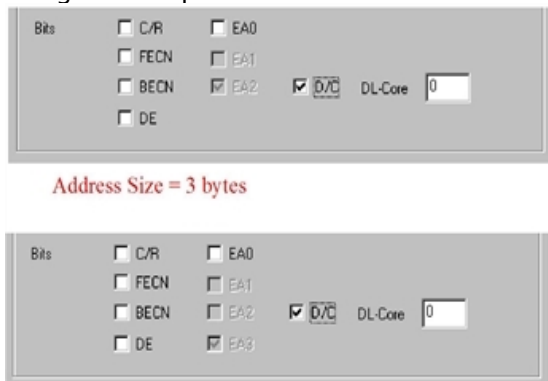 Bits C/R EA0
FECN EA1
BECN EA2 D/C DL-Core 0
DE
Address Size = 3 bytes
Bits C/R EA0
FECN EA1
BECN EA2 D/C DL-Core 0
DE EA3